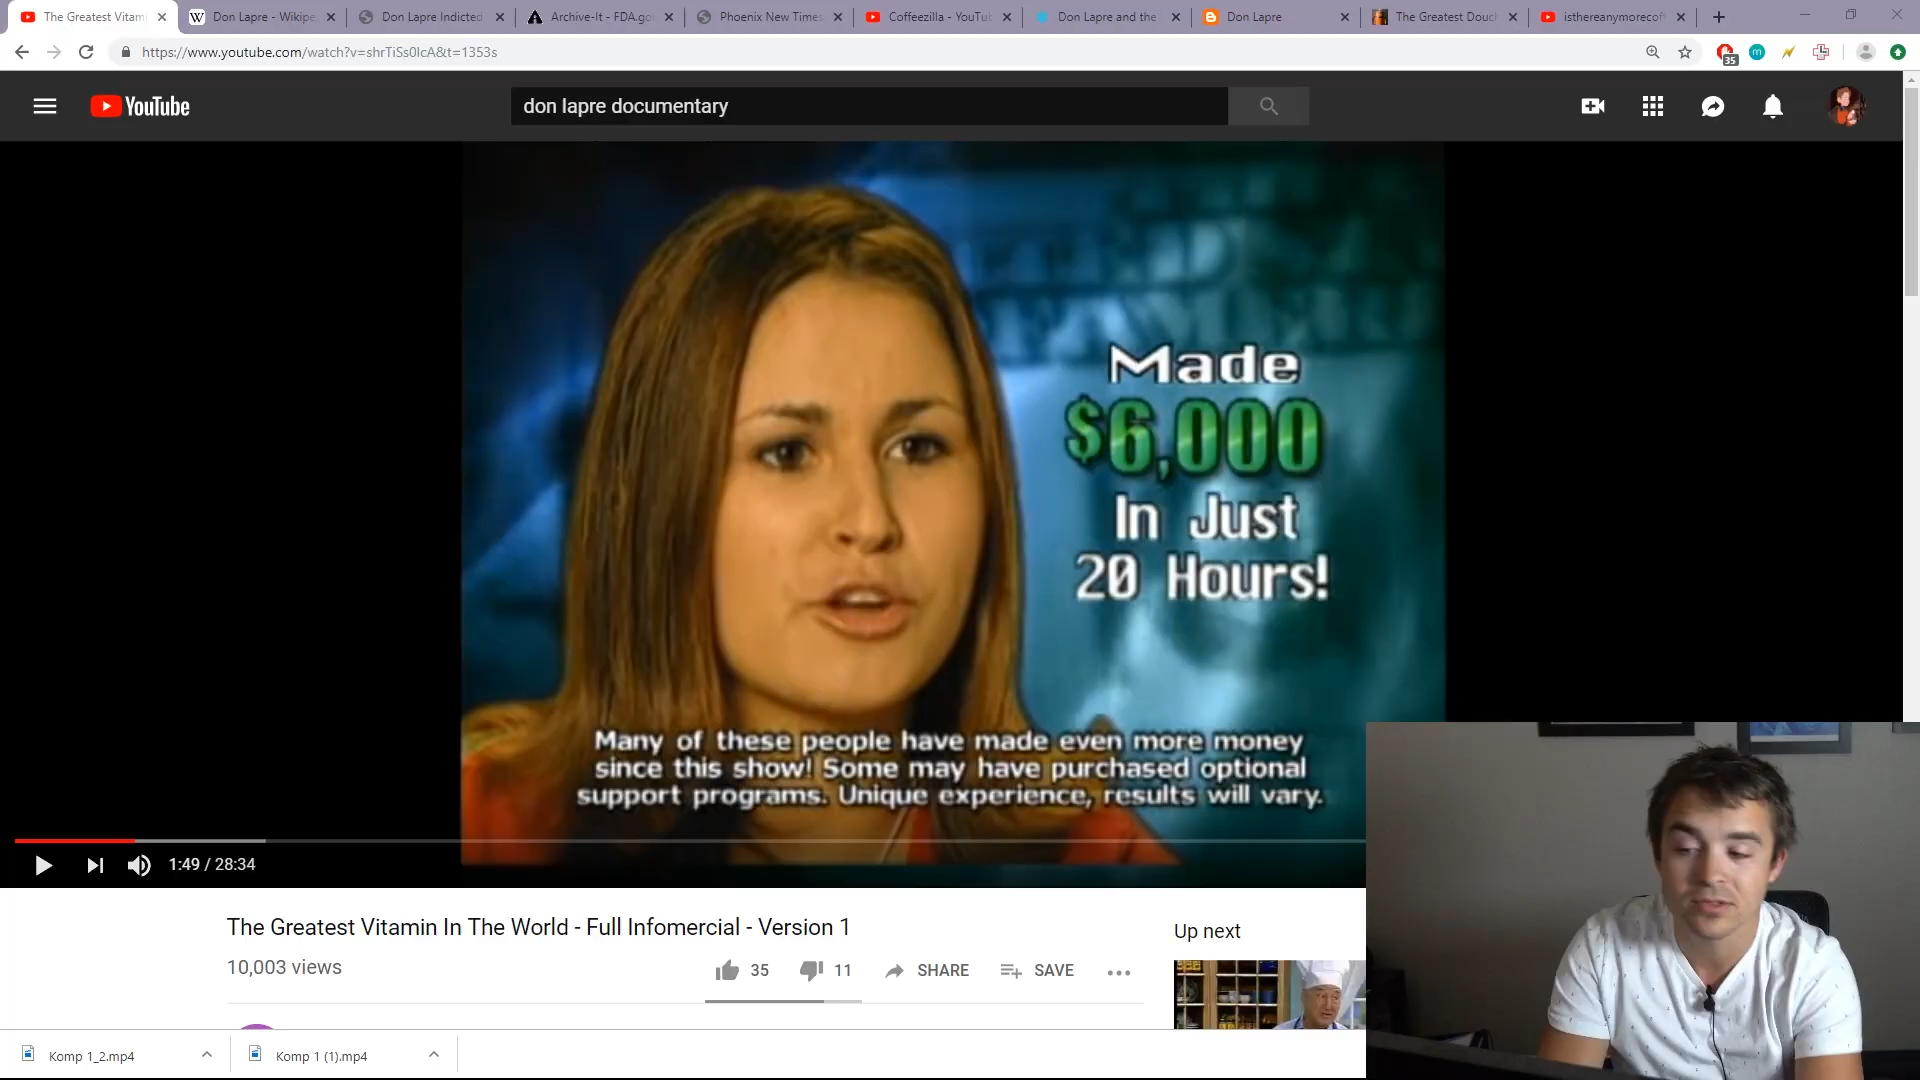 The Greatest Vitami
Don Lapre - Wikipe
Don Lapre Indicted
Archive-It - FDA.go
Phoenix New Times
Coffeezilla - YouTu
Don Lapre and the
Don Lapre
The Greatest Douc
isthereanymorecof
https://www.youtube.com/watch?v=shrTiSs0IcA&t=1353s
35
m
YouTube
don lapre documentary
Made
$6,000
In Just
20 Hours!
Many of these people have made even more money
since this show! Some may have purchased optional
support programs. Unique experience, results will vary.
1:49 / 28:34
The Greatest Vitamin In The World - Full Infomercial - Version 1
Up next
10,003 views
35
11
SHARE
SAVE
Komp 1_2.mp4
Komp 1 (1).mp4